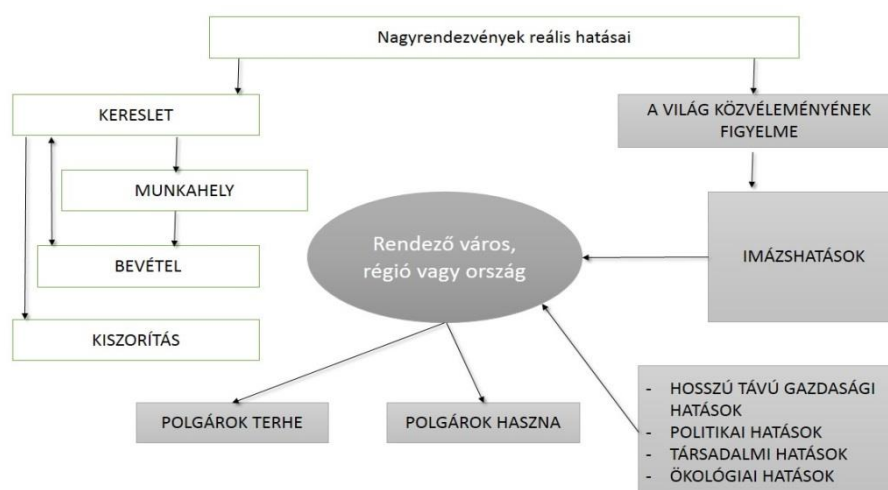 Nagyrendezvények reális hatásai
KERESLET
A VILÁG KÖZVÉLEMÉNYÉNEK
FIGYELME
MUNKAHELY
Rendező város,
régió vagy ország
IMÁZSHATÁSOK
BEVÉTEL
KISZORÍTÁS
POLGÁROK TERHE
POLGÁROK HASZNA
- HOSSZÚ TÁVÚ GAZDASÁGI
HATÁSOK
- POLITIKAI HATÁSOK
- TÁRSADALMI HATÁSOK
- ÖKOLÓGIAI HATÁSOK